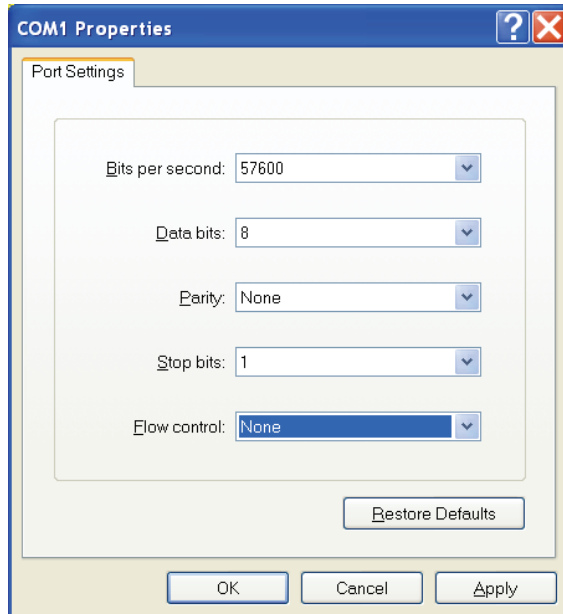 COM1 Properties
Port Settings
Bits per second: 57600
Data bits: 8
Parity: None
Stop bits: 1
Flow control: None
Restore Defaults
OK Cancel Apply